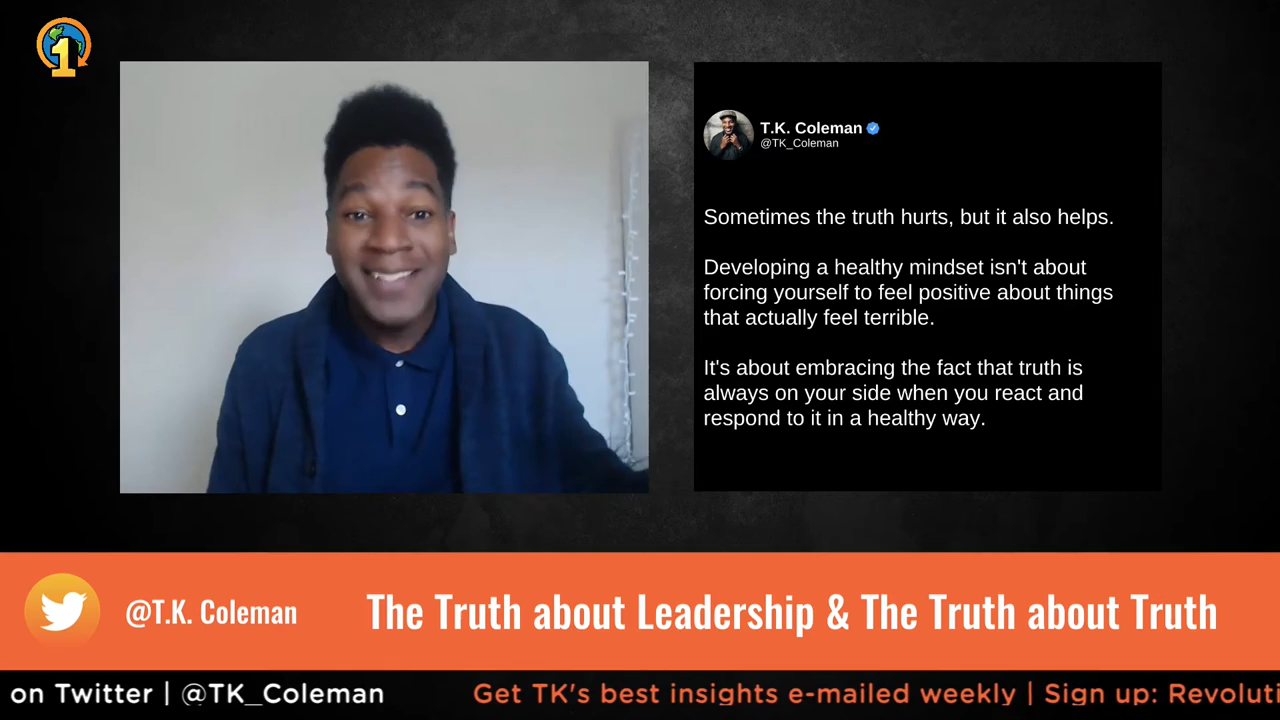 1
T.K. Coleman
@TK_Coleman
Sometimes the truth hurts, but it also helps.
Developing a healthy mindset isn't about
forcing yourself to feel positive about things
that actually feel terrible.
It's about embracing the fact that truth is
always on your side when you react and
respond to it in a healthy way.
@T.K. Coleman
The Truth about Leadership & The Truth about Truth
on Twitter | @TK_Coleman Get TK's best insights e-mailed weekly | Sign up: Revoluti